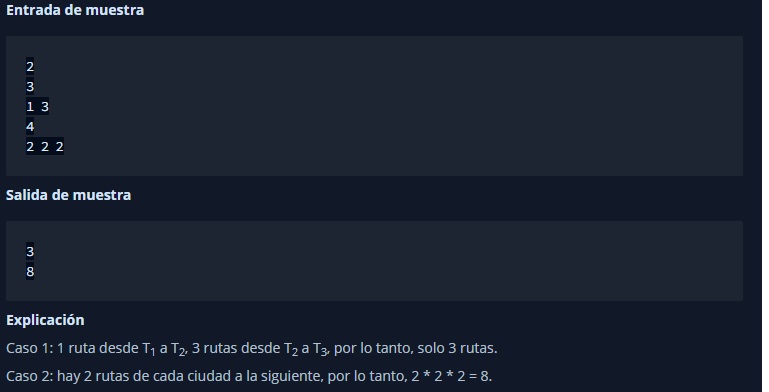 Entrada de muestra
2
3
1 3
4
2 2 2
Salida de muestra
3
8
Explicación
Caso 1: 1 ruta desde T₁ a T₂, 3 rutas desde T₂ a T₃, por lo tanto, solo 3 rutas.
Caso 2: hay 2 rutas de cada ciudad a la siguiente, por lo tanto, 2 * 2 * 2 = 8.